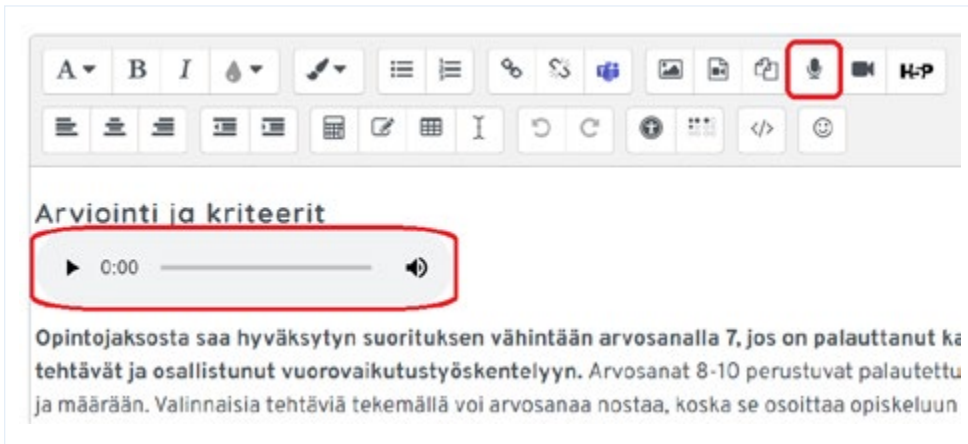 A B I H-P
</>
Arviointi ja kriteerit
0:00
Opintojaksosta saa hyväksytyn suorituksen vähintään arvosanalla 7, jos on palauttanut ka
tehtävät ja osallistunut vuorovaikutustyöskentelyyn. Arvosanat 8-10 perustuvat palautettu
ja määrään. Valinnaisia tehtäviä tekemällä voi arvosanaa nostaa, koska se osoittaa opiskeluun